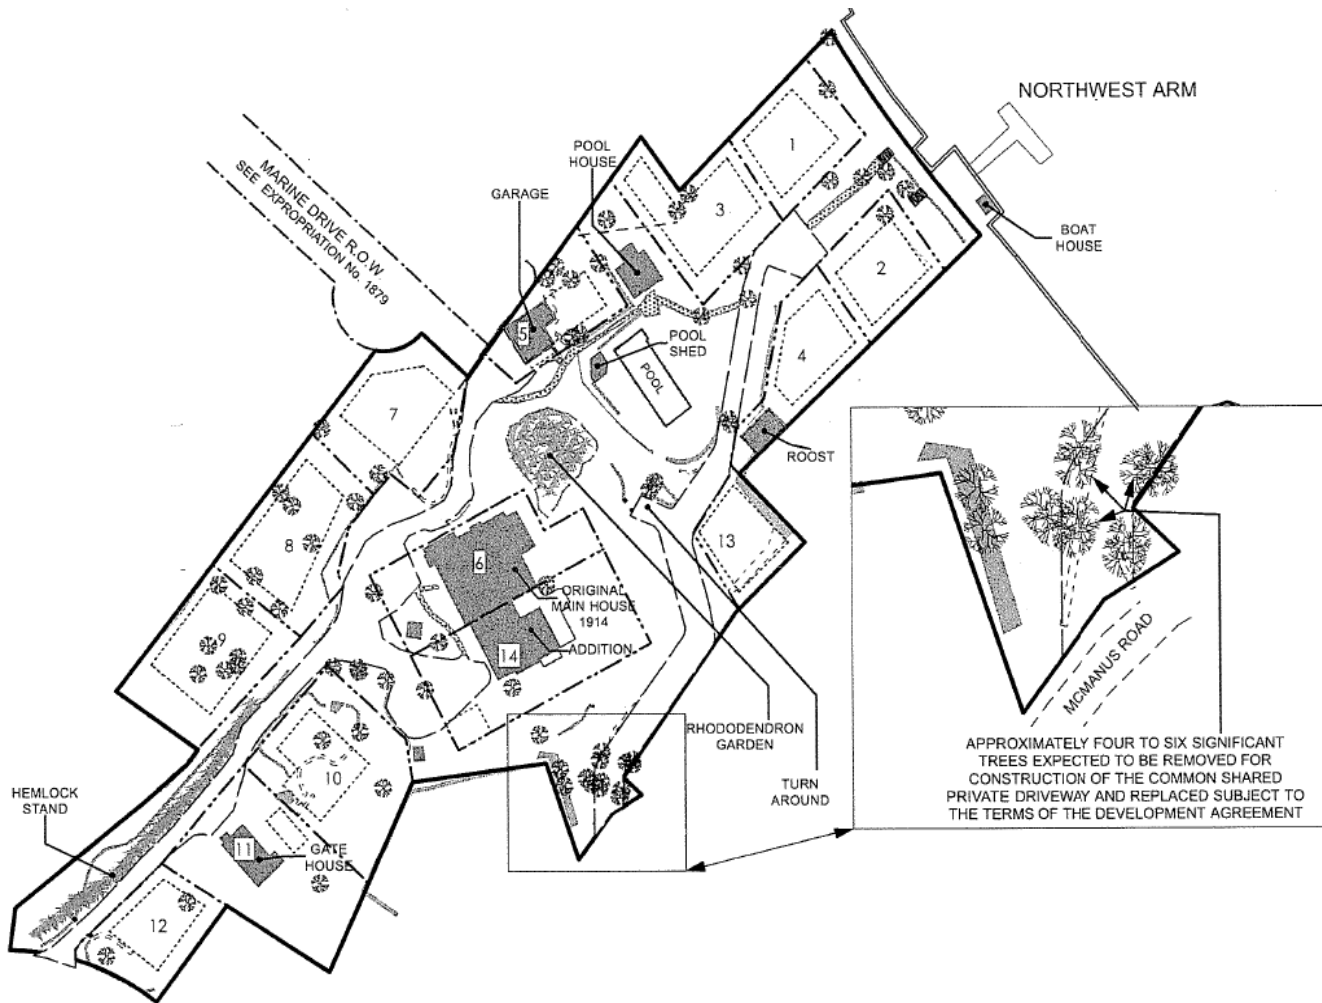 NORTHWEST ARM
1
POOL
HOUSE
MARINE DRIVE R.O.W.
SEE EXPROPRIATION No. 1879
GARAGE
3
BOAT
HOUSE
2
5
POOL
SHED
POOL
4
7
ROOST
8
13
6
ORIGINAL
MAIN HOUSE
1914
9
14
ADDITION
MCMANUS ROAD
RHODODENDRON
GARDEN
10
TURN
AROUND
HEMLOCK
STAND
APPROXIMATELY FOUR TO SIX SIGNIFICANT
TREES EXPECTED TO BE REMOVED FOR
CONSTRUCTION OF THE COMMON SHARED
PRIVATE DRIVEWAY AND REPLACED SUBJECT TO
THE TERMS OF THE DEVELOPMENT AGREEMENT
11
GATE
HOUSE
12